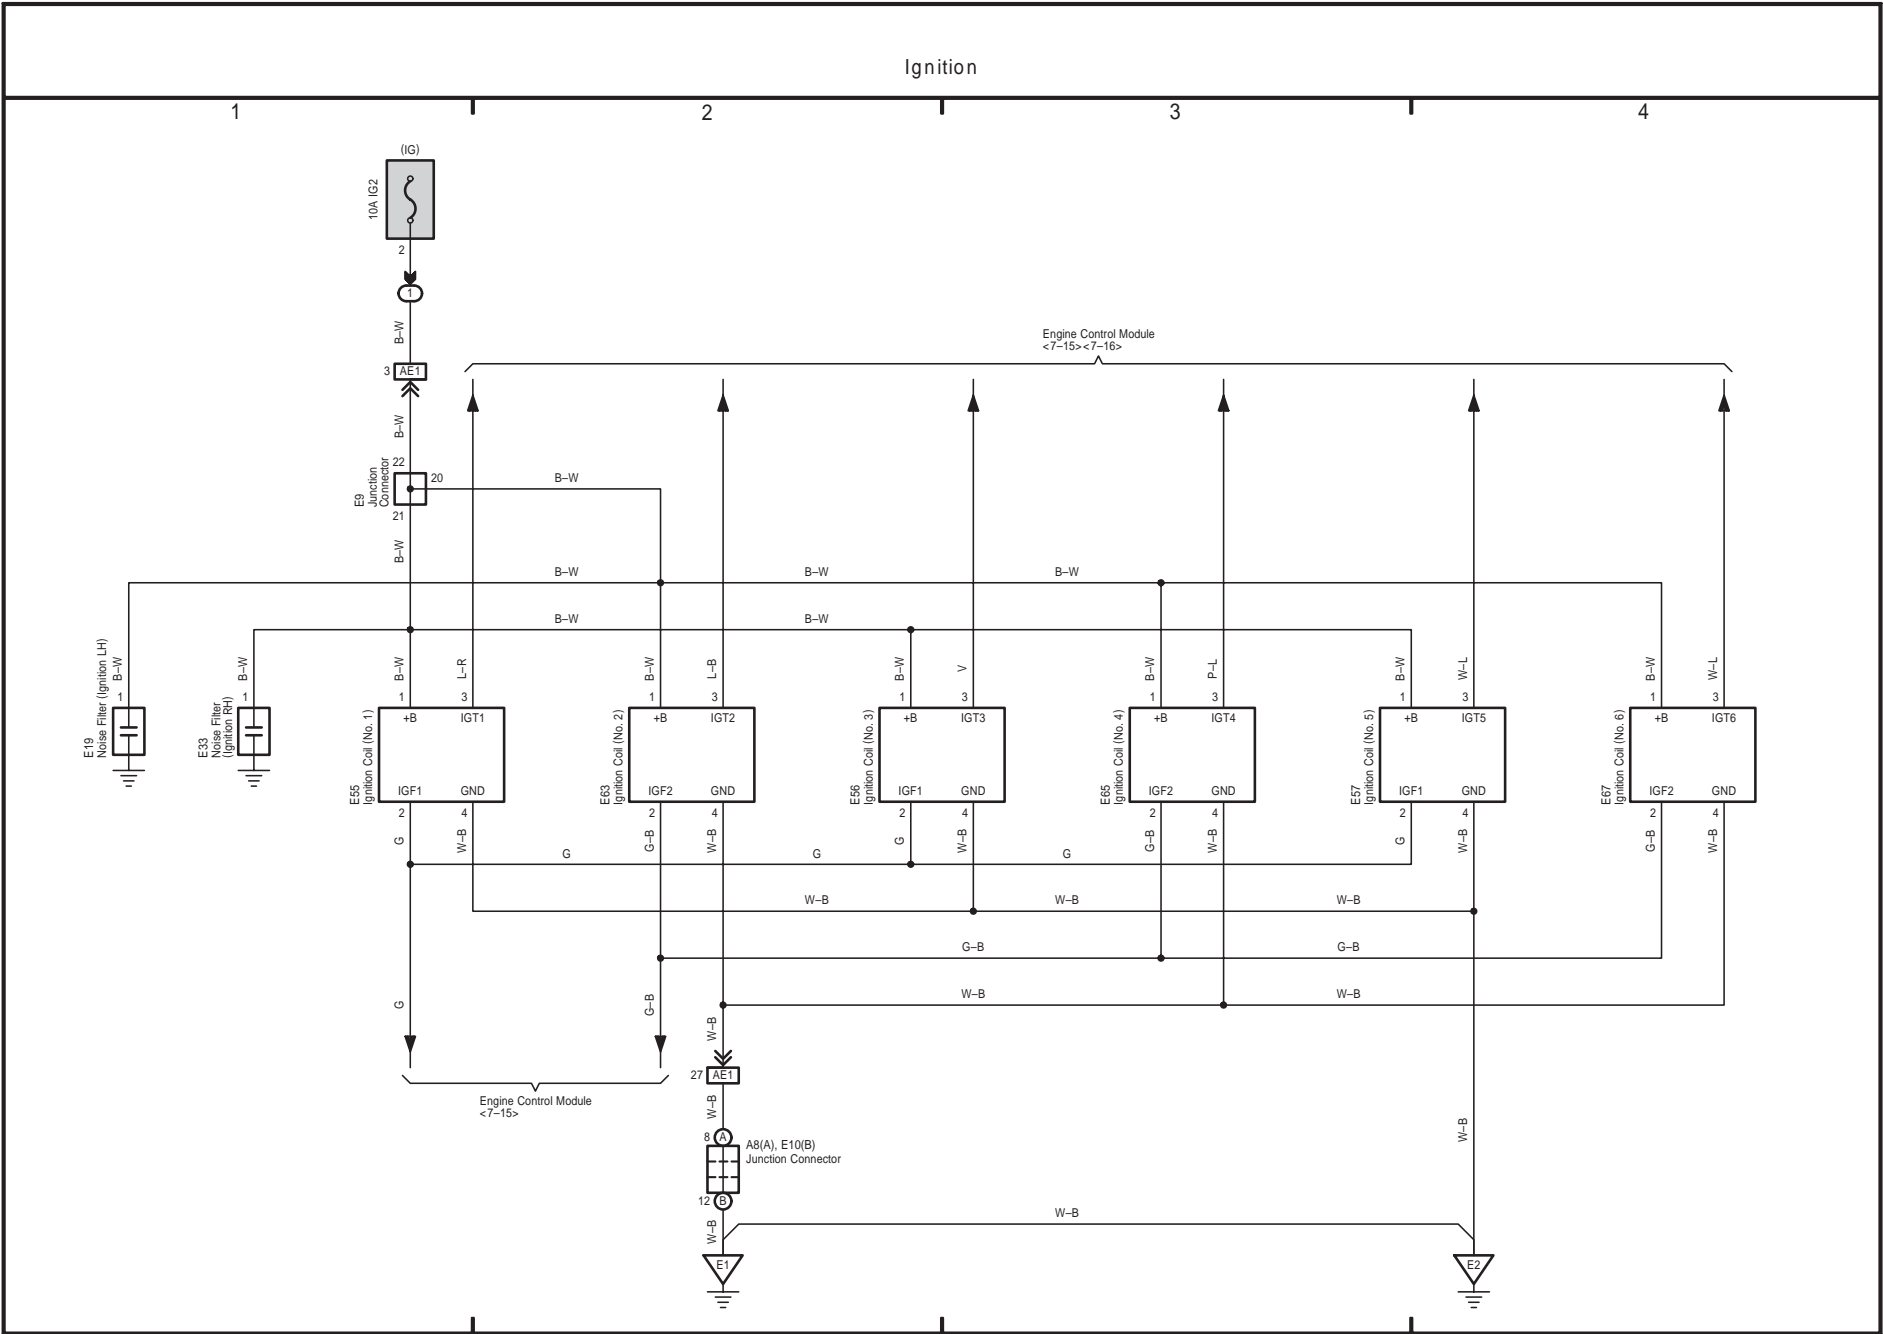 Ignition
1
2
3
4
(IG)
10A IG2
2
1
B–W
3
AE1
Engine Control Module
<7–15><7–16>
B–W
22
20
B–W
E9
Junction
Connector
21
B–W
B–W
B–W
B–W
B–W
B–W
B–W
B–W
B–W
L–R
B–W
L–B
B–W
V
B–W
P–L
B–W
W–L
B–W
W–L
1
1
1
3
1
3
1
3
1
3
1
3
1
3
E19
Noise Filter (Ignition LH)
E33
Noise Filter
(Ignition RH)
E55
Ignition Coil (No. 1)
+B
IGT1
IGF1
GND
E63
Ignition Coil (No. 2)
+B
IGT2
IGF2
GND
E56
Ignition Coil (No. 3)
+B
IGT3
IGF1
GND
E65
Ignition Coil (No. 4)
+B
IGT4
IGF2
GND
E57
Ignition Coil (No. 5)
+B
IGT5
IGF1
GND
E67
Ignition Coil (No. 6)
+B
IGT6
IGF2
GND
2
4
2
4
2
4
2
4
2
4
2
4
G
W–B
G–B
W–B
G
W–B
G–B
W–B
G
W–B
G–B
W–B
G
G
G
W–B
W–B
W–B
G–B
G–B
W–B
W–B
G
G–B
W–B
27
AE1
Engine Control Module
<7–15>
W–B
W–B
8
A
A8(A), E10(B)
Junction Connector
12
B
W–B
W–B
E1
E2